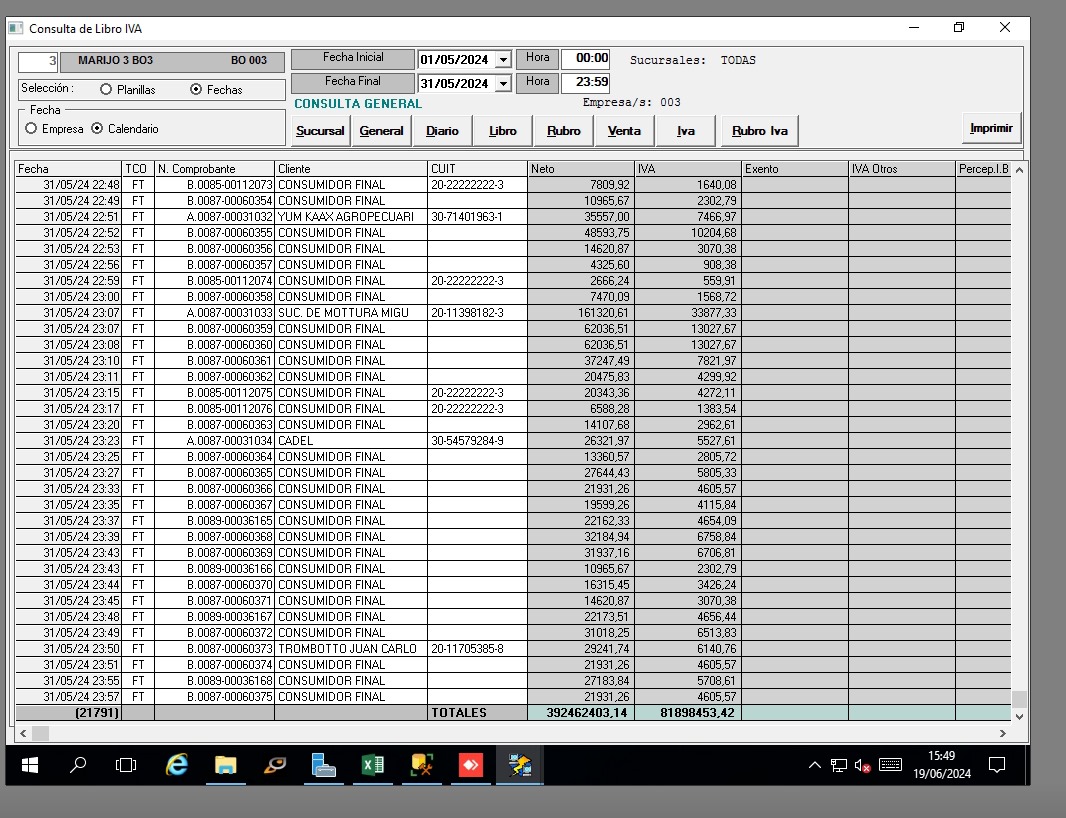 Consulta de Libro IVA
3 MARIJO 3 BO3 BO 003 Fecha Inicial 01/05/2024 Hora 00:00 Sucursales: TODAS
Selección: Planillas Fechas Fecha Final 31/05/2024 Hora 23:59
Fecha CONSULTA GENERAL Empresa/s: 003
Empresa Calendario Sucursal General Diario Libro Rubro Venta Iva Rubro Iva Imprimir
Fecha TCO N. Comprobante Cliente CUIT Neto IVA Exento IVA Otros Percep.I.B
31/05/24 22:48 FT B.0085-00112073 CONSUMIDOR FINAL 20-22222222-3 7809,92 1640,08
31/05/24 22:49 FT B.0087-00060354 CONSUMIDOR FINAL 10965,67 2302,79
31/05/24 22:51 FT A.0087-00031032 YUM KAAX AGROPECUARI 30-71401963-1 35557,00 7466,97
31/05/24 22:52 FT B.0087-00060355 CONSUMIDOR FINAL 48593,75 10204,68
31/05/24 22:53 FT B.0087-00060356 CONSUMIDOR FINAL 14620,87 3070,38
31/05/24 22:56 FT B.0087-00060357 CONSUMIDOR FINAL 4325,60 908,38
31/05/24 22:59 FT B.0085-00112074 CONSUMIDOR FINAL 20-22222222-3 2666,24 559,91
31/05/24 23:00 FT B.0087-00060358 CONSUMIDOR FINAL 7470,09 1568,72
31/05/24 23:07 FT A.0087-00031033 SUC. DE MOTTURA MIGU 20-11398182-3 161320,61 33877,33
31/05/24 23:07 FT B.0087-00060359 CONSUMIDOR FINAL 62036,51 13027,67
31/05/24 23:08 FT B.0087-00060360 CONSUMIDOR FINAL 62036,51 13027,67
31/05/24 23:10 FT B.0087-00060361 CONSUMIDOR FINAL 37247,49 7821,97
31/05/24 23:11 FT B.0087-00060362 CONSUMIDOR FINAL 20475,83 4299,92
31/05/24 23:15 FT B.0085-00112075 CONSUMIDOR FINAL 20-22222222-3 20343,36 4272,11
31/05/24 23:17 FT B.0085-00112076 CONSUMIDOR FINAL 20-22222222-3 6588,28 1383,54
31/05/24 23:20 FT B.0087-00060363 CONSUMIDOR FINAL 14107,68 2962,61
31/05/24 23:23 FT A.0087-00031034 CADEL 30-54579284-9 26321,97 5527,61
31/05/24 23:25 FT B.0087-00060364 CONSUMIDOR FINAL 13360,57 2805,72
31/05/24 23:27 FT B.0087-00060365 CONSUMIDOR FINAL 27644,43 5805,33
31/05/24 23:33 FT B.0087-00060366 CONSUMIDOR FINAL 21931,26 4605,57
31/05/24 23:35 FT B.0087-00060367 CONSUMIDOR FINAL 19599,26 4115,84
31/05/24 23:37 FT B.0089-00036165 CONSUMIDOR FINAL 22162,33 4654,09
31/05/24 23:39 FT B.0087-00060368 CONSUMIDOR FINAL 32184,94 6758,84
31/05/24 23:43 FT B.0087-00060369 CONSUMIDOR FINAL 31937,16 6706,81
31/05/24 23:43 FT B.0089-00036166 CONSUMIDOR FINAL 10965,67 2302,79
31/05/24 23:44 FT B.0087-00060370 CONSUMIDOR FINAL 16315,45 3426,24
31/05/24 23:45 FT B.0087-00060371 CONSUMIDOR FINAL 14620,87 3070,38
31/05/24 23:48 FT B.0089-00036167 CONSUMIDOR FINAL 22173,51 4656,44
31/05/24 23:49 FT B.0087-00060372 CONSUMIDOR FINAL 31018,25 6513,83
31/05/24 23:50 FT B.0087-00060373 TROMBOTTO JUAN CARLO 20-11705385-8 29241,74 6140,76
31/05/24 23:51 FT B.0087-00060374 CONSUMIDOR FINAL 21931,26 4605,57
31/05/24 23:55 FT B.0089-00036168 CONSUMIDOR FINAL 27183,84 5708,61
31/05/24 23:57 FT B.0087-00060375 CONSUMIDOR FINAL 21931,26 4605,57
(21791) TOTALES 392462403,14 81898453,42
15:49
19/06/2024